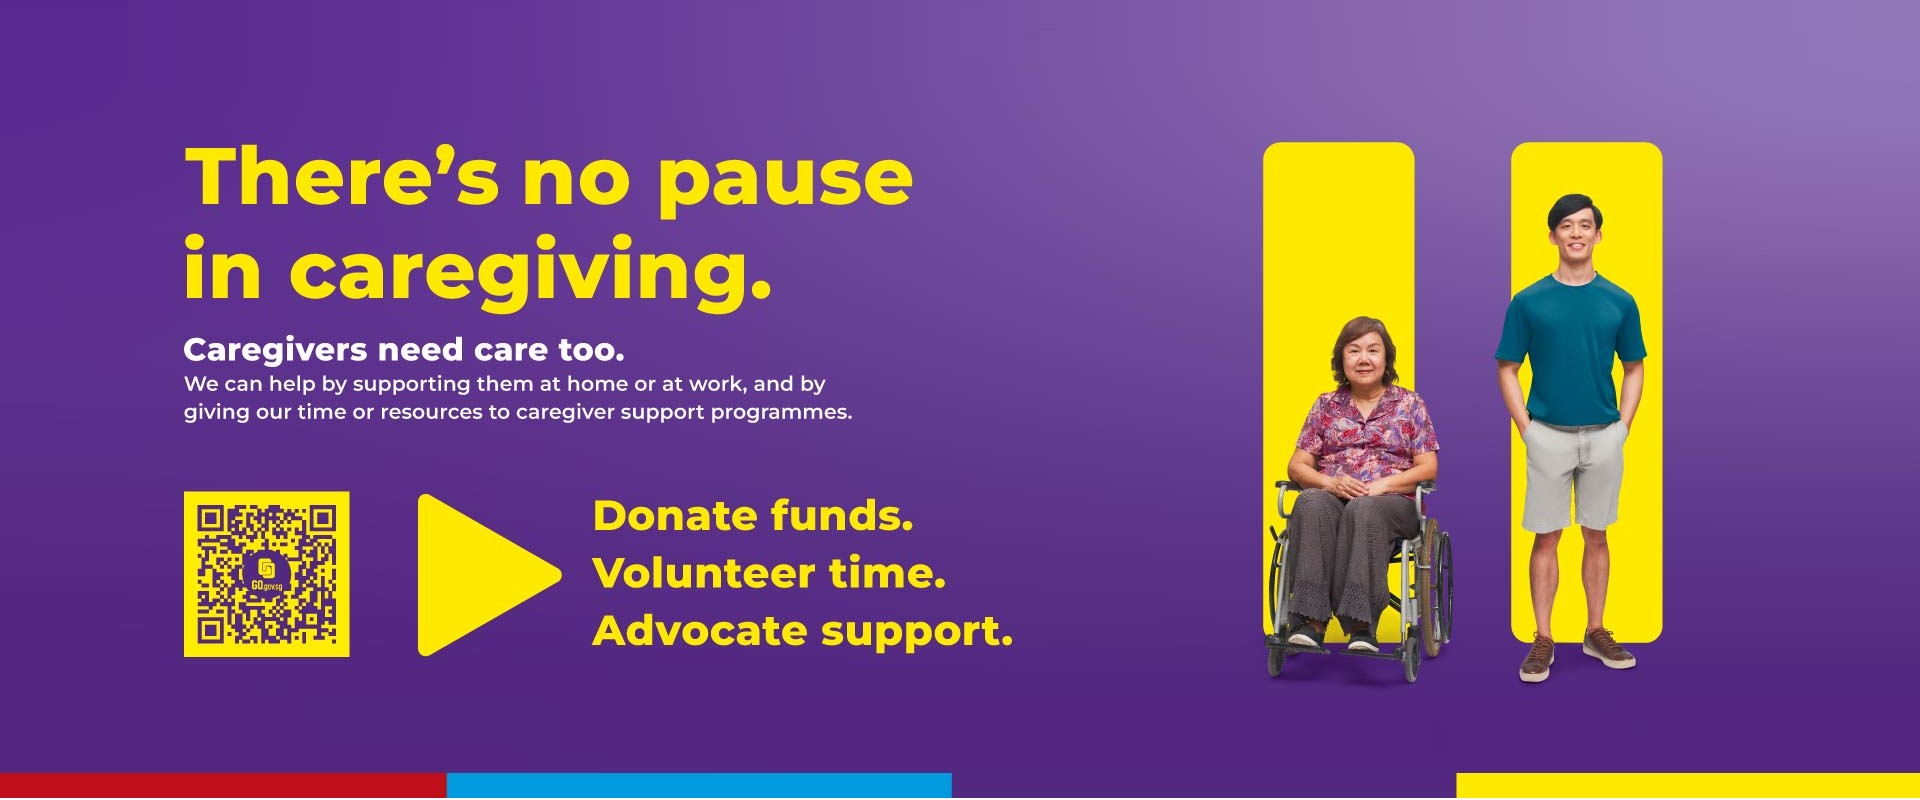 There’s no pause
in caregiving.
Caregivers need care too.
We can help by supporting them at home or at work, and by
giving our time or resources to caregiver support programmes.
GO.gov.sg
Donate funds.
Volunteer time.
Advocate support.